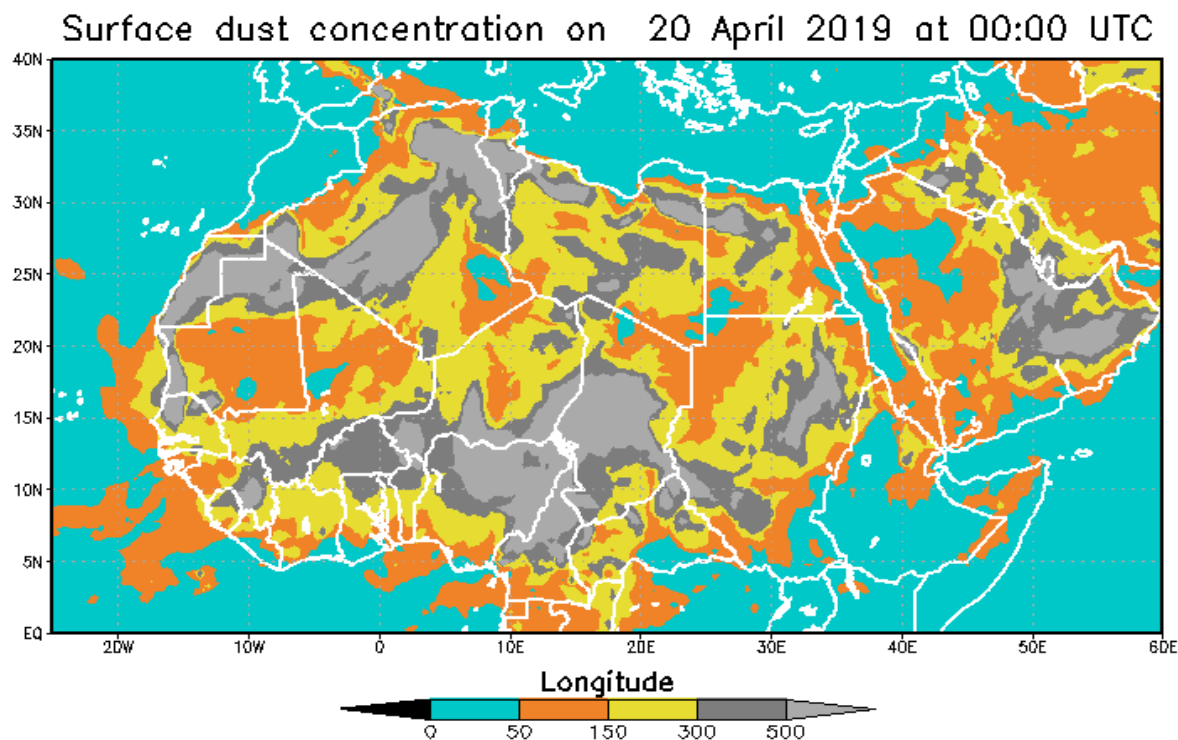 Surface dust concentration on 20 April 2019 at 00:00 UTC
40N
35N
30N
25N
20N
15N
10N
5N
EQ
20W 10W 0 10E 20E 30E 40E 50E 60E
Longitude
0 50 150 300 500